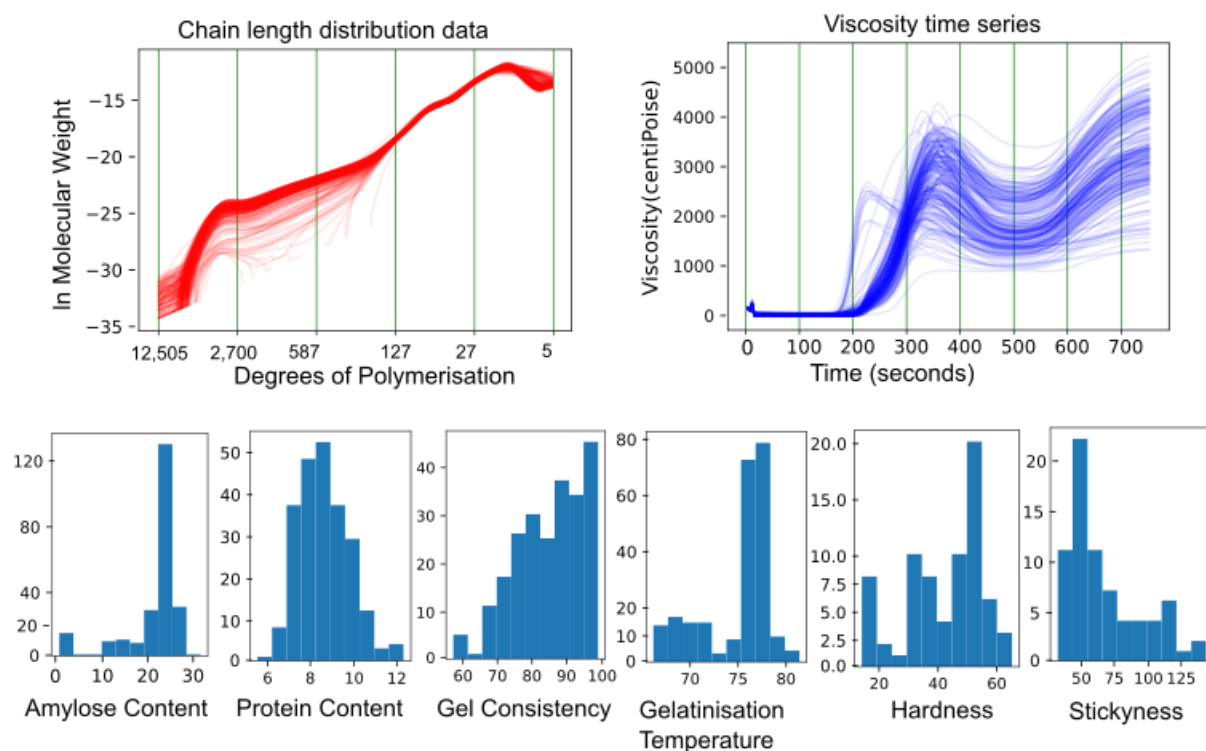 Chain length distribution data
ln Molecular Weight
−15
−20
−25
−30
−35
12,505 2,700 587 127 27 5
Degrees of Polymerisation
Viscosity time series
Viscosity(centiPoise)
5000
4000
3000
2000
1000
0
0 100 200 300 400 500 600 700
Time (seconds)
120
80
40
20
0
0 10 20 30
Amylose Content
50
40
30
20
10
0
6 8 10 12
Protein Content
40
30
20
10
0
60 70 80 90 100
Gel Consistency
80
60
40
20
10
0
70 75 80
Gelatinisation
Temperature
20.0
15.0
10.0
7.5
5.0
2.5
0.0
20 40 60
Hardness
20
15
10
5
0
50 75 100 125
Stickyness